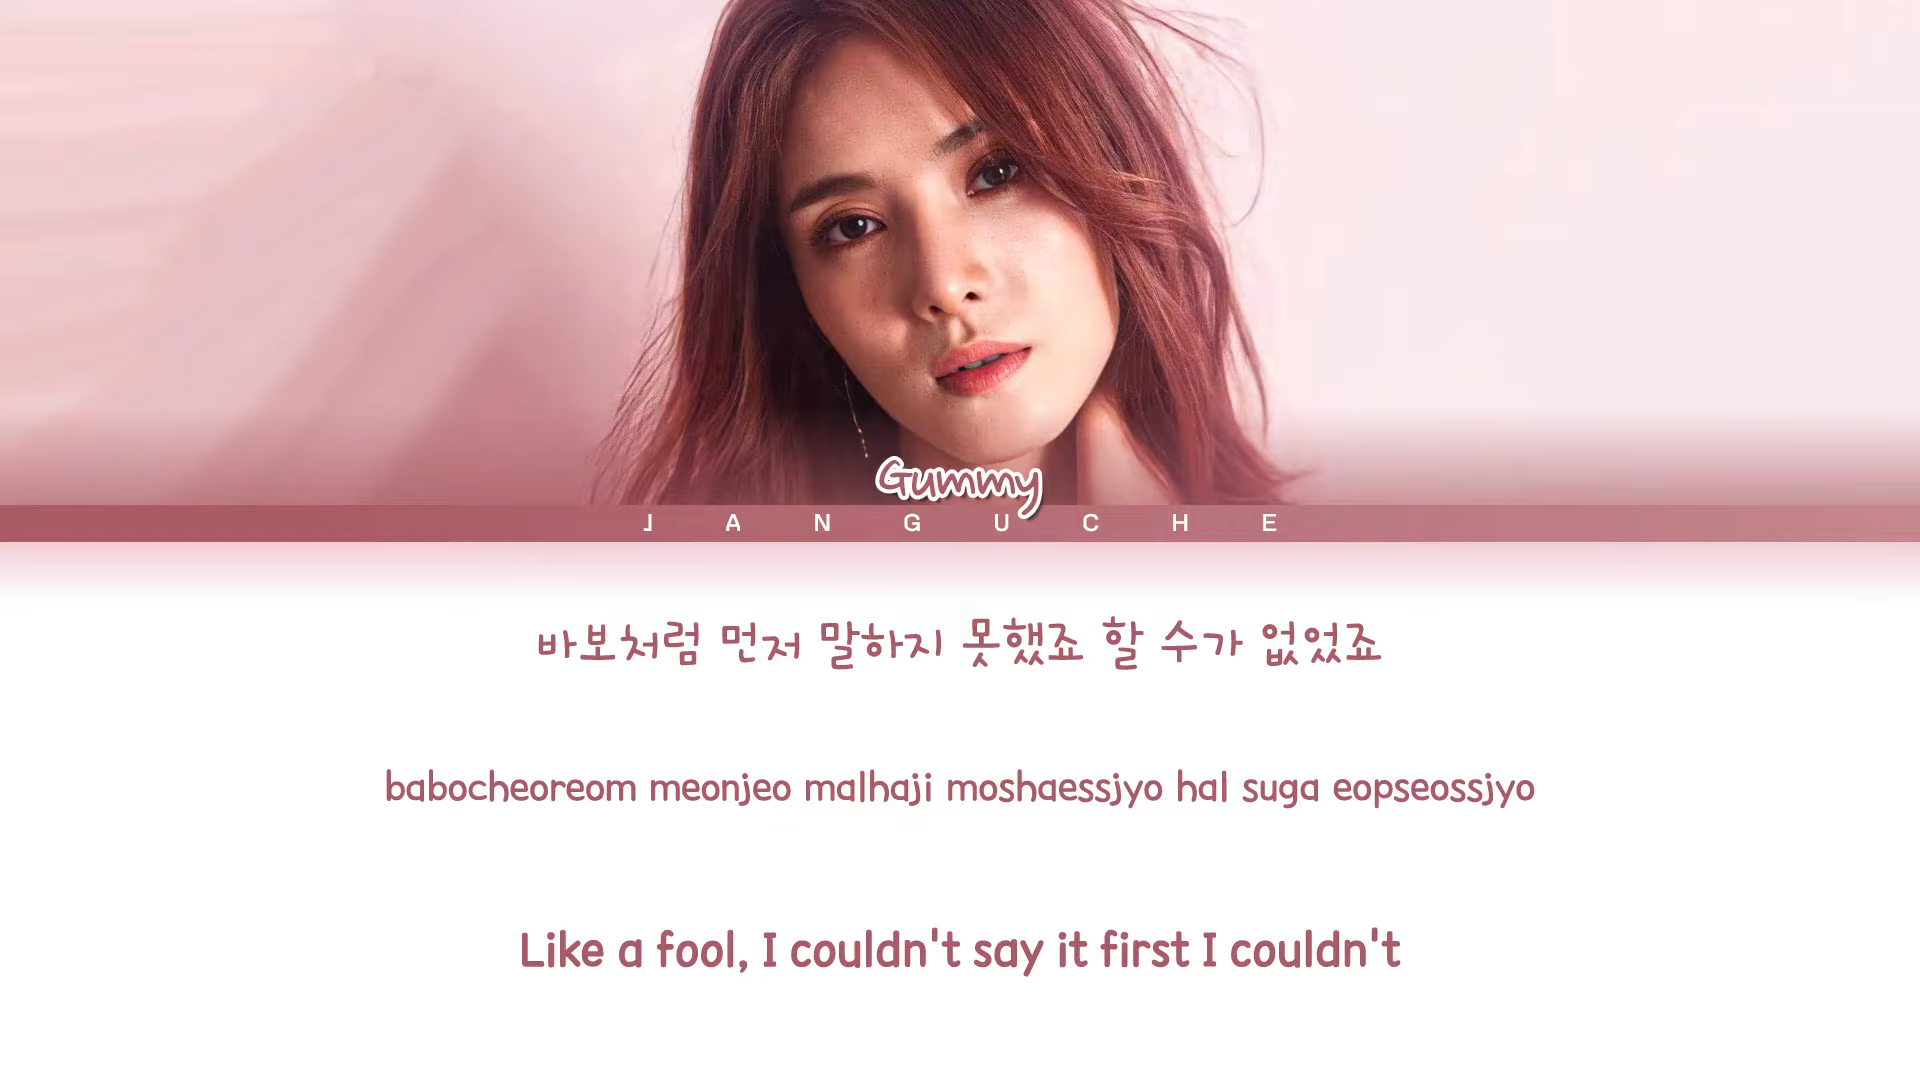 Gummy
JANGUCHE
바보처럼 먼저 말하지 못했죠 할 수가 없었죠
babocheoreom meonjeo malhaji moshaessjyo hal suga eopseossjyo
Like a fool, I couldn't say it first I couldn't